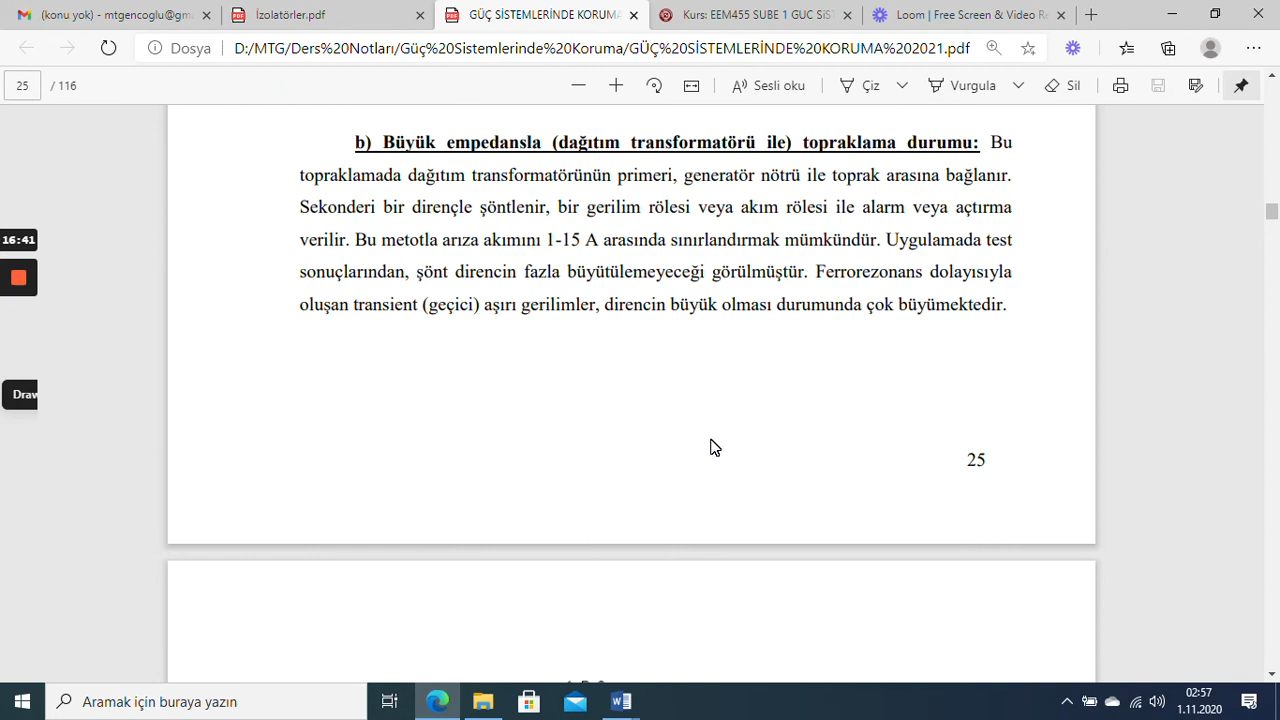 (konu yok) - mtgencoglu@gm
İzolatörler.pdf
GÜÇ SİSTEMLERİNDE KORUMA
Kurs: EEM455 SUBE 1 GUC SiST
Loom | Free Screen & Video Re
Dosya
D:/MTG/Ders%20Notları/Güç%20Sistemlerinde%20Koruma/GÜÇ%20SİSTEMLERİNDE%20KORUMA%202021.pdf
25 / 116
Sesli oku
Çiz
Vurgula
Sil
b) Büyük empedansla (dağıtım transformatörü ile) topraklama durumu: Bu
topraklamada dağıtım transformatörünün primeri, generatör nötrü ile toprak arasına bağlanır.
Sekonderi bir dirençle şöntlenir, bir gerilim rölesi veya akım rölesi ile alarm veya açtırma
verilir. Bu metotla arıza akımını 1-15 A arasında sınırlandırmak mümkündür. Uygulamada test
sonuçlarından, şönt direncin fazla büyütülemeyeceği görülmüştür. Ferrorezonans dolayısıyla
oluşan transient (geçici) aşırı gerilimler, direncin büyük olması durumunda çok büyümektedir.
25
16:41
Draw
Aramak için buraya yazın
02:57
1.11.2020